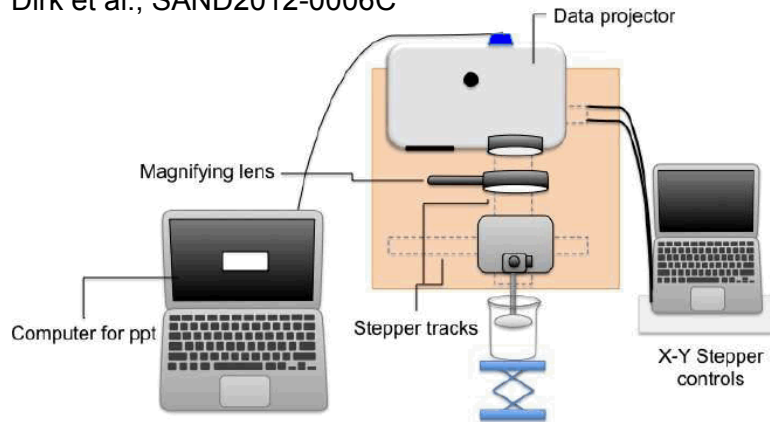 Dirk et al., SAND2012-0006C
Data projector
Magnifying lens
Computer for ppt
Stepper tracks
X-Y Stepper
controls